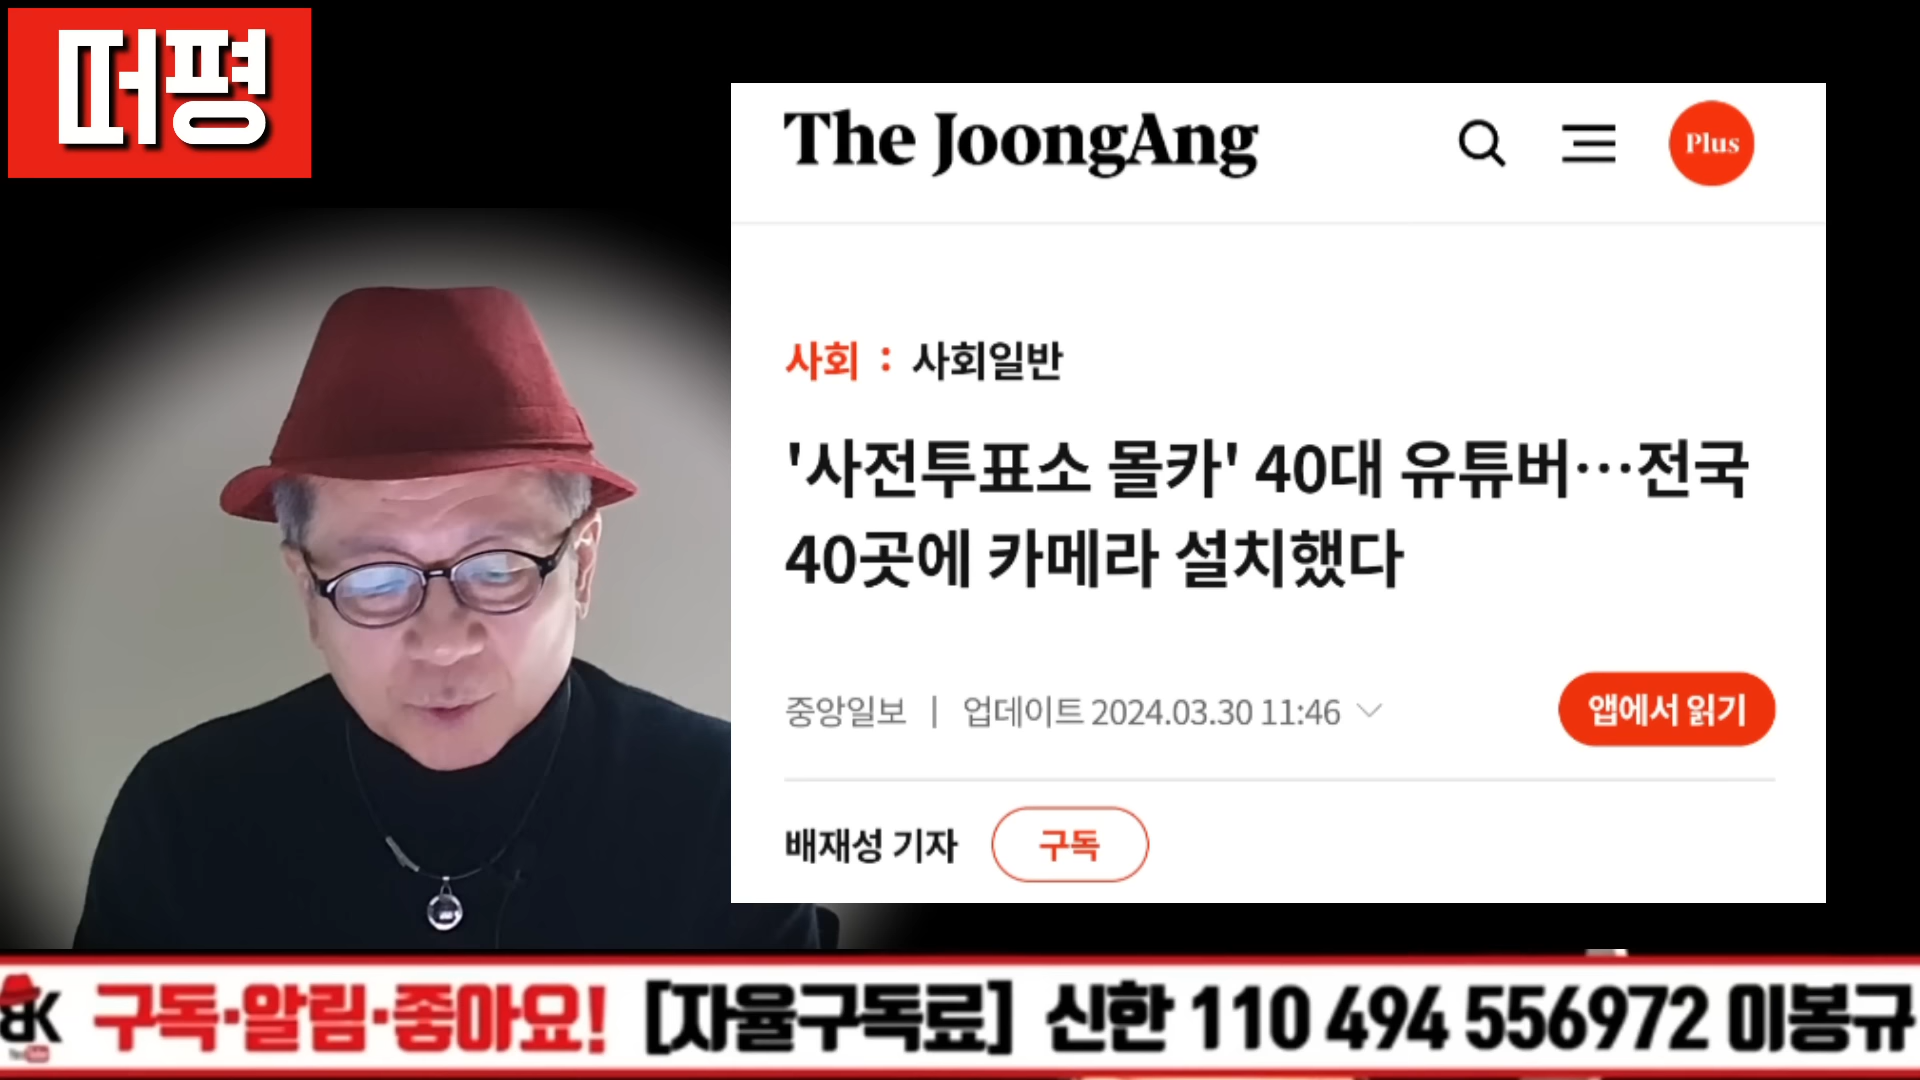 떠평
The JoongAng
Plus
사회 : 사회일반
'사전투표소 몰카' 40대 유튜버…전국
40곳에 카메라 설치했다
중앙일보 | 업데이트 2024.03.30 11:46
앱에서 읽기
배재성 기자
구독
BK 구독·알림·좋아요! [자율구독료] 신한 110 494 556972 이봉규